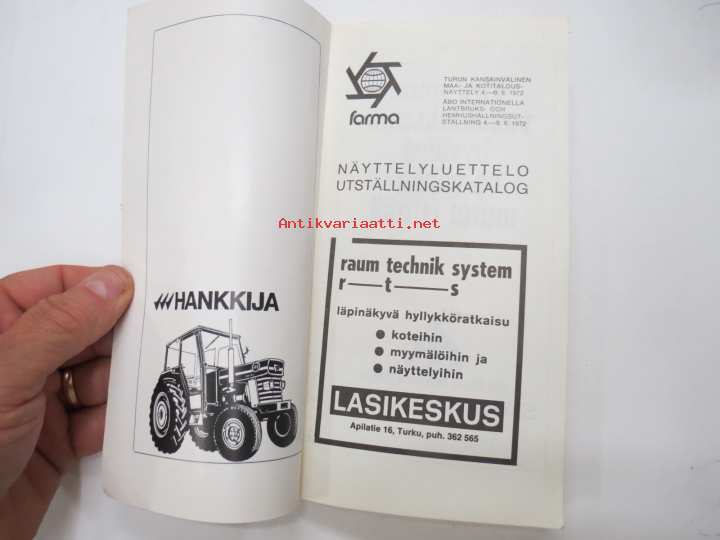 HANKKIJA
farma
TURUN KANSAINVÄLINEN
MAA- JA KOTITALOUS-
NÄYTTELY 4.—9. 6. 1972
ÅBO INTERNATIONELLA
LANTBRUKS- OCH
HEMHUSHÅLLNINGSUT-
STÄLLNING 4.—9. 6. 1972
NÄYTTELYLUETTELO
UTSTÄLLNINGSKATALOG
Antikvariaatti.net
raum technik system
r—t—s
läpinäkyvä hyllykköratkaisu
● koteihin
● myymälöihin ja
● näyttelyihin
LASIKESKUS
Apilatie 16, Turku, puh. 362 565